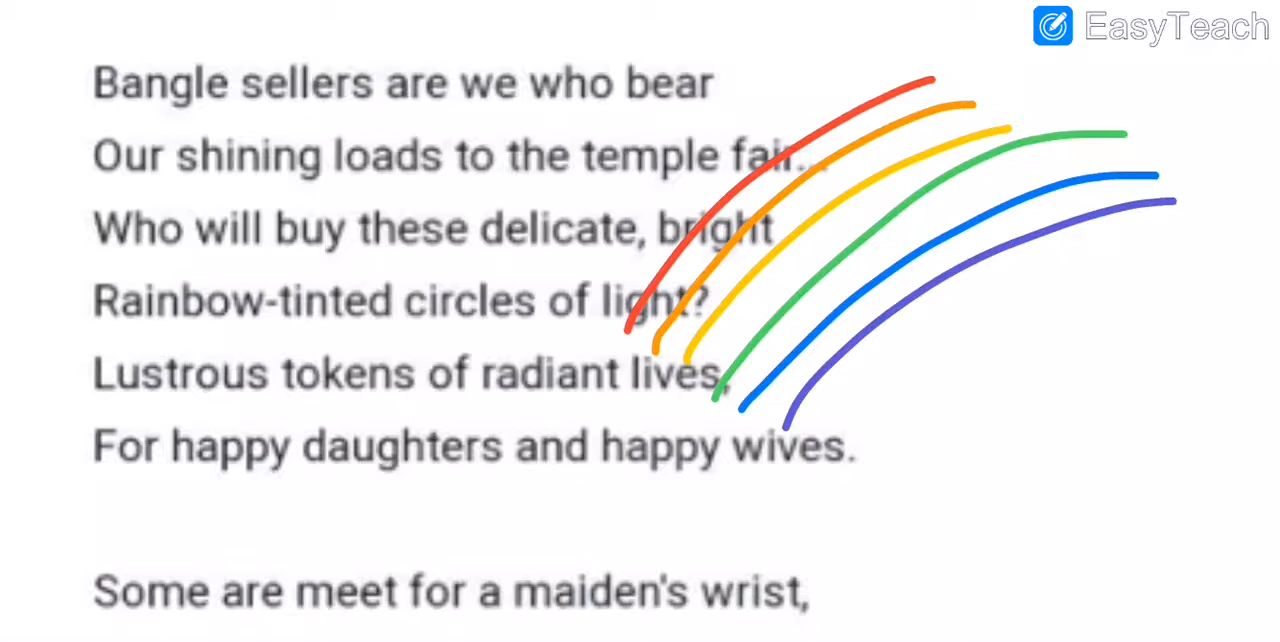 EasyTeach
Bangle sellers are we who bear
Our shining loads to the temple fair...
Who will buy these delicate, bright
Rainbow-tinted circles of light?
Lustrous tokens of radiant lives,
For happy daughters and happy wives.
Some are meet for a maiden's wrist,